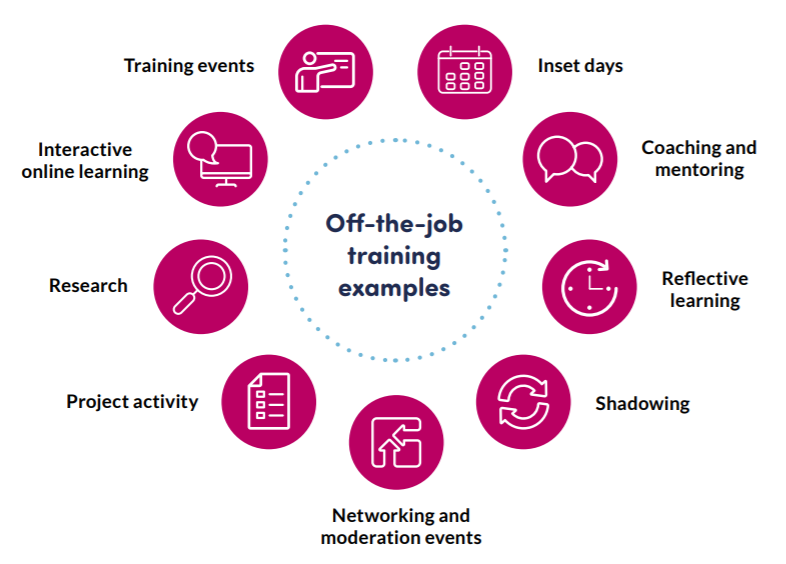 Training events
Inset days
Interactive
online learning
Coaching and
mentoring
Off-the-job
training
examples
Research
Reflective
learning
Project activity
Shadowing
Networking and
moderation events